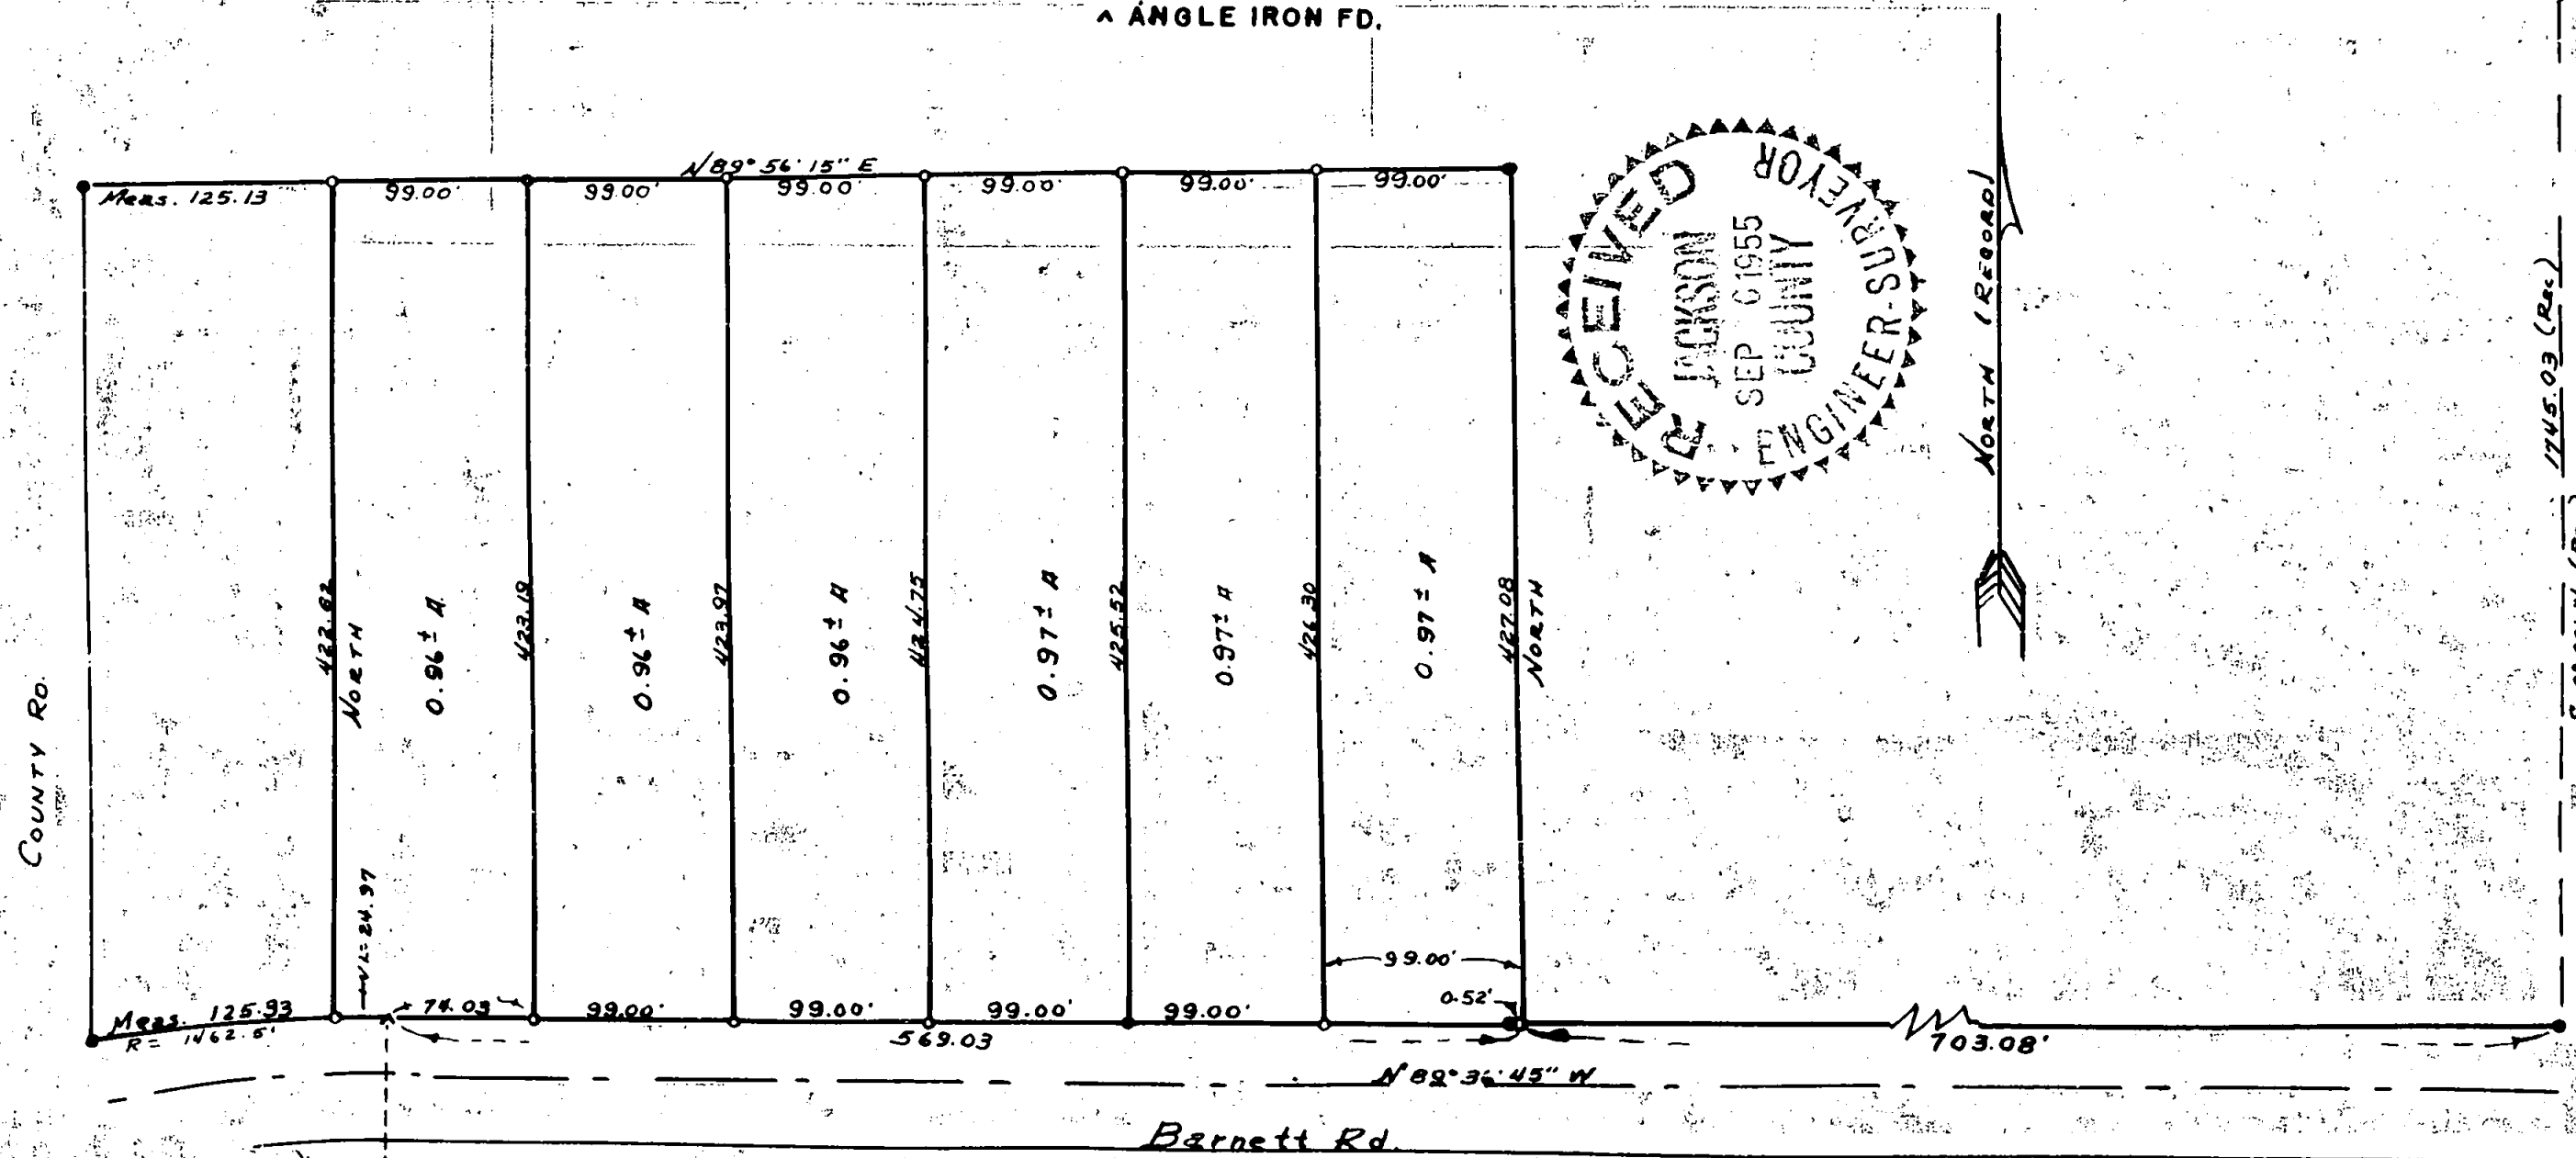 ^ ANGLE IRON FD.
N89° 56' 15" E
Meas. 125.13
99.00'
99.00'
99.00'
99.00'
99.00'
99.00'
RECEIVED
JACKSON
SEP 6 1955
COUNTY
ENGINEER-SURVEYOR
NORTH (RECORD)
1745.03 (Rec)
COUNTY RD.
422.82
NORTH
0.96 ± A
423.19
0.96 ± A
423.97
0.96 ± A
424.75
0.97 ± A
425.52
0.97 ± A
426.30
0.97 ± A
427.08
NORTH
L=24.97
99.00'
0.52'
Meas. 125.93
R= 1462.5'
74.03
99.00'
99.00'
99.00'
99.00'
569.03
703.08'
45" W
Barnett Rd.